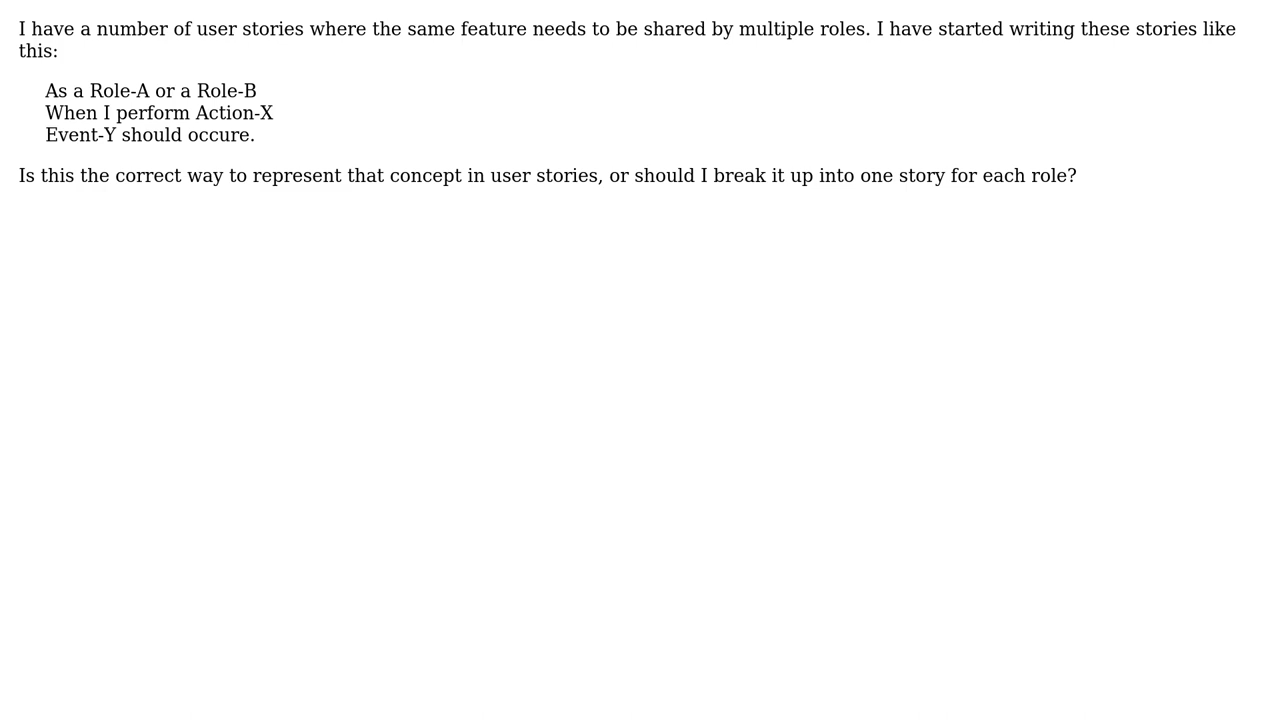 I have a number of user stories where the same feature needs to be shared by multiple roles. I have started writing these stories like
this:
As a Role-A or a Role-B
When I perform Action-X
Event-Y should occure.
Is this the correct way to represent that concept in user stories, or should I break it up into one story for each role?